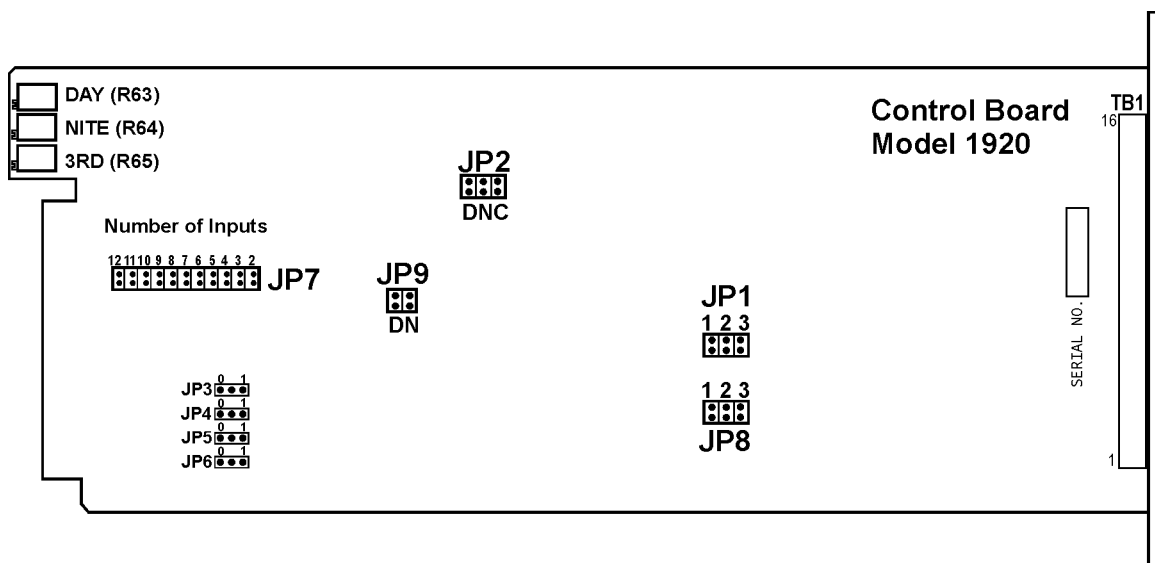 DAY (R63)
NITE (R64)
3RD (R65)
Control Board
Model 1920
TB1
16
JP2
DNC
Number of Inputs
12 11 10 9 8 7 6 5 4 3 2
JP7
JP9
DN
JP1
1 2 3
1 2 3
JP8
SERIAL NO.
0 1
JP3
0 1
JP4
0 1
JP5
0 1
JP6
1